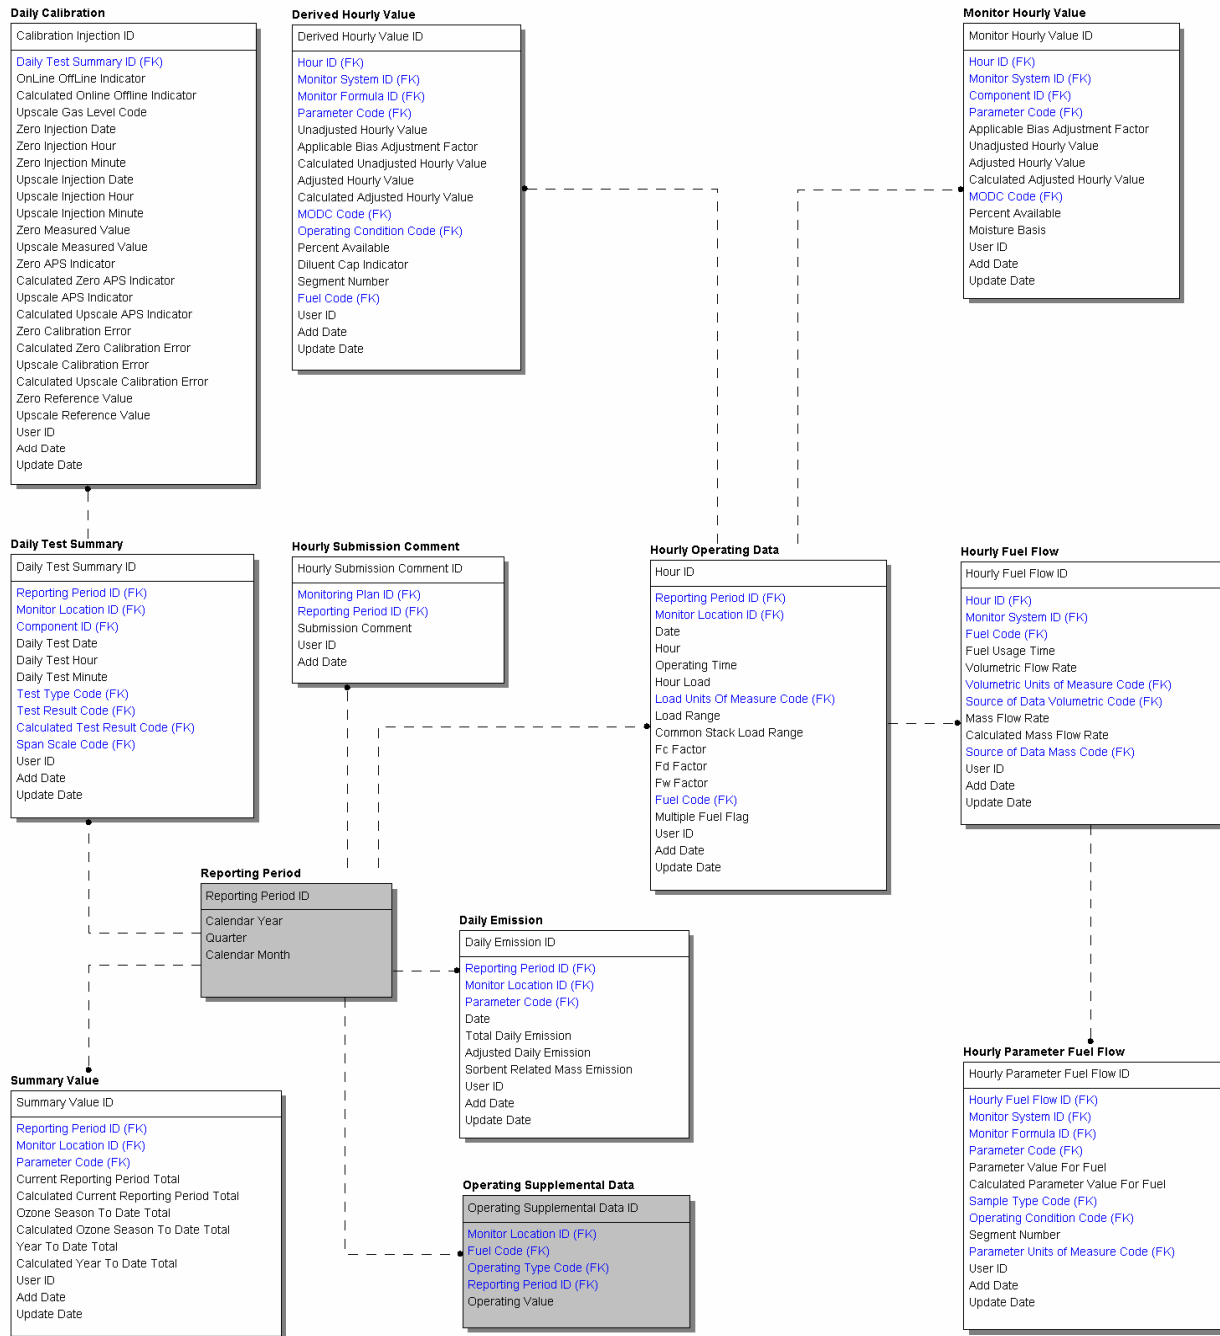 Daily Calibration
Calibration Injection ID
Daily Test Summary ID (FK)
OnLine OffLine Indicator
Calculated Online Offline Indicator
Upscale Gas Level Code
Zero Injection Date
Zero Injection Hour
Zero Injection Minute
Upscale Injection Date
Upscale Injection Hour
Upscale Injection Minute
Zero Measured Value
Upscale Measured Value
Zero APS Indicator
Calculated Zero APS Indicator
Upscale APS Indicator
Calculated Upscale APS Indicator
Zero Calibration Error
Calculated Zero Calibration Error
Upscale Calibration Error
Calculated Upscale Calibration Error
Zero Reference Value
Upscale Reference Value
User ID
Add Date
Update Date
Derived Hourly Value
Derived Hourly Value ID
Hour ID (FK)
Monitor System ID (FK)
Monitor Formula ID (FK)
Parameter Code (FK)
Unadjusted Hourly Value
Applicable Bias Adjustment Factor
Calculated Unadjusted Hourly Value
Adjusted Hourly Value
Calculated Adjusted Hourly Value
MODC Code (FK)
Operating Condition Code (FK)
Percent Available
Diluent Cap Indicator
Segment Number
Fuel Code (FK)
User ID
Add Date
Update Date
Monitor Hourly Value
Monitor Hourly Value ID
Hour ID (FK)
Monitor System ID (FK)
Component ID (FK)
Parameter Code (FK)
Applicable Bias Adjustment Factor
Unadjusted Hourly Value
Adjusted Hourly Value
Calculated Adjusted Hourly Value
MODC Code (FK)
Percent Available
Moisture Basis
User ID
Add Date
Update Date
Daily Test Summary
Daily Test Summary ID
Reporting Period ID (FK)
Monitor Location ID (FK)
Component ID (FK)
Daily Test Date
Daily Test Hour
Daily Test Minute
Test Type Code (FK)
Test Result Code (FK)
Calculated Test Result Code (FK)
Span Scale Code (FK)
User ID
Add Date
Update Date
Hourly Submission Comment
Hourly Submission Comment ID
Monitoring Plan ID (FK)
Reporting Period ID (FK)
Submission Comment
User ID
Add Date
Hourly Operating Data
Hour ID
Reporting Period ID (FK)
Monitor Location ID (FK)
Date
Hour
Operating Time
Hour Load
Load Units Of Measure Code (FK)
Load Range
Common Stack Load Range
Fc Factor
Fd Factor
Fw Factor
Fuel Code (FK)
Multiple Fuel Flag
User ID
Add Date
Update Date
Hourly Fuel Flow
Hourly Fuel Flow ID
Hour ID (FK)
Monitor System ID (FK)
Fuel Code (FK)
Fuel Usage Time
Volumetric Flow Rate
Volumetric Units of Measure Code (FK)
Source of Data Volumetric Code (FK)
Mass Flow Rate
Calculated Mass Flow Rate
Source of Data Mass Code (FK)
User ID
Add Date
Update Date
Reporting Period
Reporting Period ID
Calendar Year
Quarter
Calendar Month
Daily Emission
Daily Emission ID
Reporting Period ID (FK)
Monitor Location ID (FK)
Parameter Code (FK)
Date
Total Daily Emission
Adjusted Daily Emission
Sorbent Related Mass Emission
User ID
Add Date
Update Date
Summary Value
Summary Value ID
Reporting Period ID (FK)
Monitor Location ID (FK)
Parameter Code (FK)
Current Reporting Period Total
Calculated Current Reporting Period Total
Ozone Season To Date Total
Calculated Ozone Season To Date Total
Year To Date Total
Calculated Year To Date Total
User ID
Add Date
Update Date
Operating Supplemental Data
Operating Supplemental Data ID
Monitor Location ID (FK)
Fuel Code (FK)
Operating Type Code (FK)
Reporting Period ID (FK)
Operating Value
Hourly Parameter Fuel Flow
Hourly Parameter Fuel Flow ID
Hourly Fuel Flow ID (FK)
Monitor System ID (FK)
Monitor Formula ID (FK)
Parameter Code (FK)
Parameter Value For Fuel
Calculated Parameter Value For Fuel
Sample Type Code (FK)
Operating Condition Code (FK)
Segment Number
Parameter Units of Measure Code (FK)
User ID
Add Date
Update Date